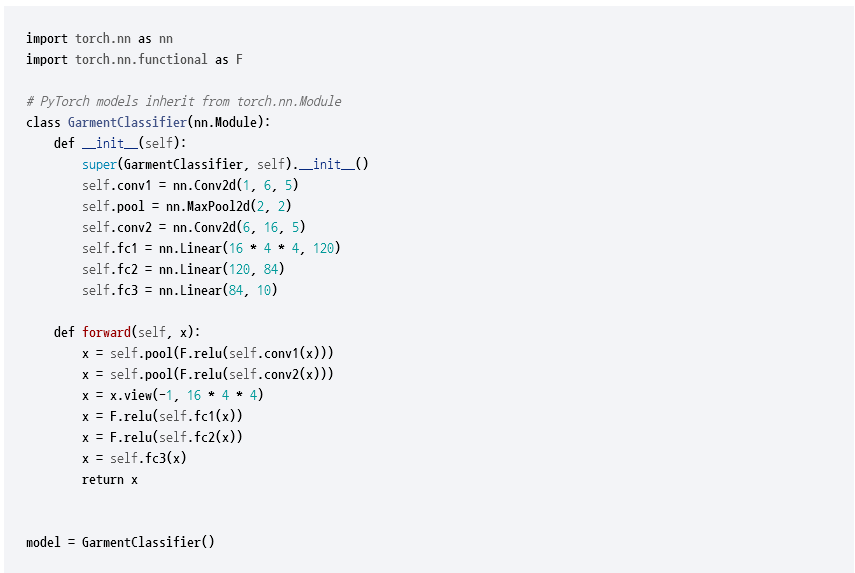 import torch.nn as nn
import torch.nn.functional as F

# PyTorch models inherit from torch.nn.Module
class GarmentClassifier(nn.Module):
    def __init__(self):
        super(GarmentClassifier, self).__init__()
        self.conv1 = nn.Conv2d(1, 6, 5)
        self.pool = nn.MaxPool2d(2, 2)
        self.conv2 = nn.Conv2d(6, 16, 5)
        self.fc1 = nn.Linear(16 * 4 * 4, 120)
        self.fc2 = nn.Linear(120, 84)
        self.fc3 = nn.Linear(84, 10)

    def forward(self, x):
        x = self.pool(F.relu(self.conv1(x)))
        x = self.pool(F.relu(self.conv2(x)))
        x = x.view(-1, 16 * 4 * 4)
        x = F.relu(self.fc1(x))
        x = F.relu(self.fc2(x))
        x = self.fc3(x)
        return x


model = GarmentClassifier()